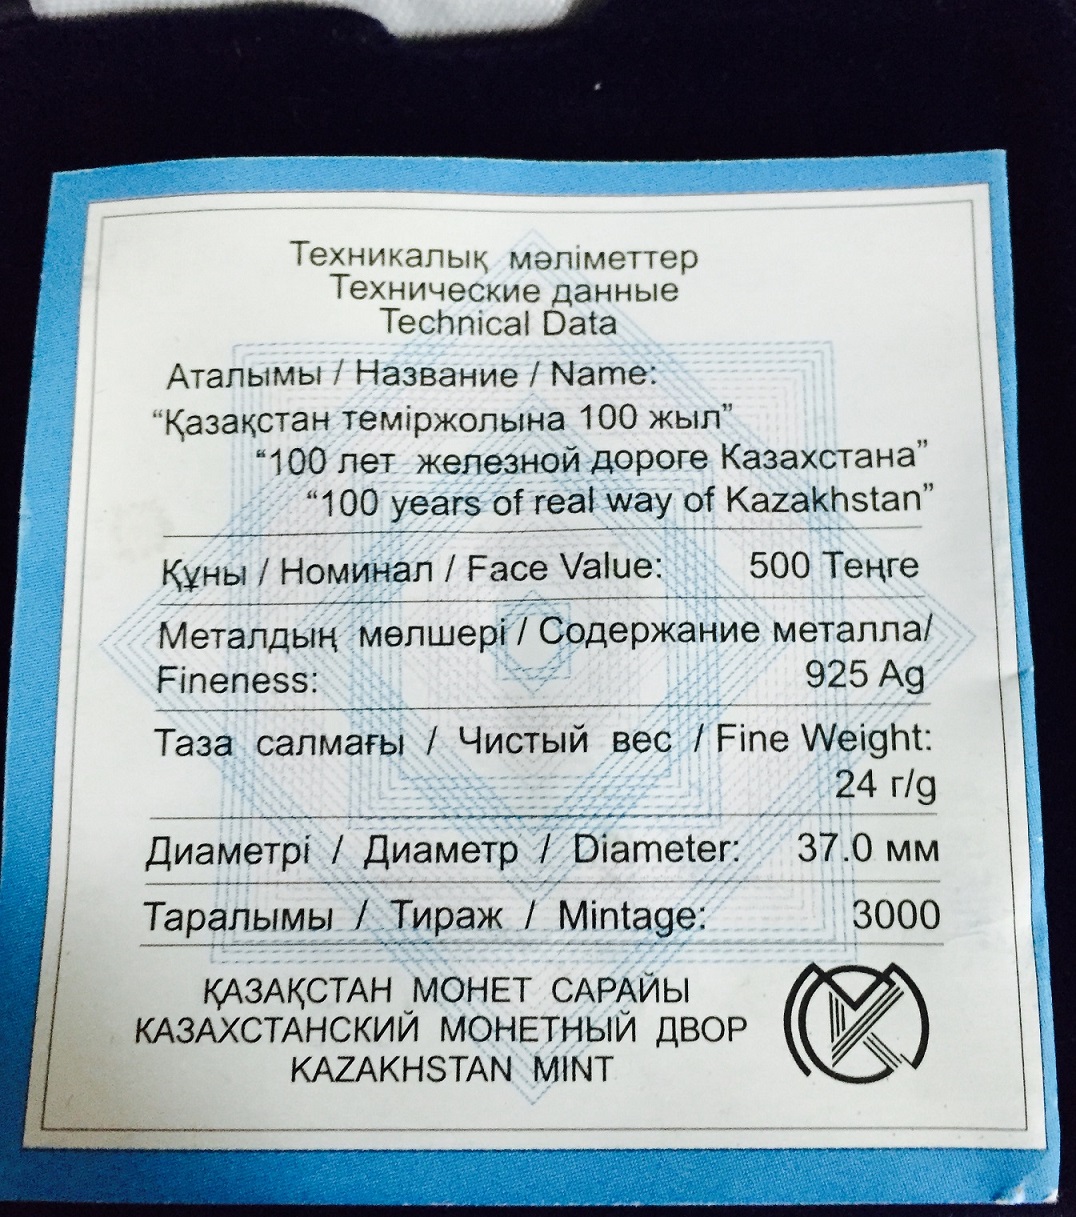 Техникалық мәліметтер
Технические данные
Technical Data
Аталымы / Название / Name:
“Қазақстан теміржолына 100 жыл”
“100 лет железной дороге Казахстана”
“100 years of real way of Kazakhstan”
Құны / Номинал / Face Value: 500 Теңге
Металдың мөлшері / Содержание металла/
Fineness: 925 Ag
Таза салмағы / Чистый вес / Fine Weight:
24 г/g
Диаметрі / Диаметр / Diameter: 37.0 мм
Таралымы / Тираж / Mintage: 3000
ҚАЗАҚСТАН МОНЕТ САРАЙЫ
КАЗАХСТАНСКИЙ МОНЕТНЫЙ ДВОР
KAZAKHSTAN MINT